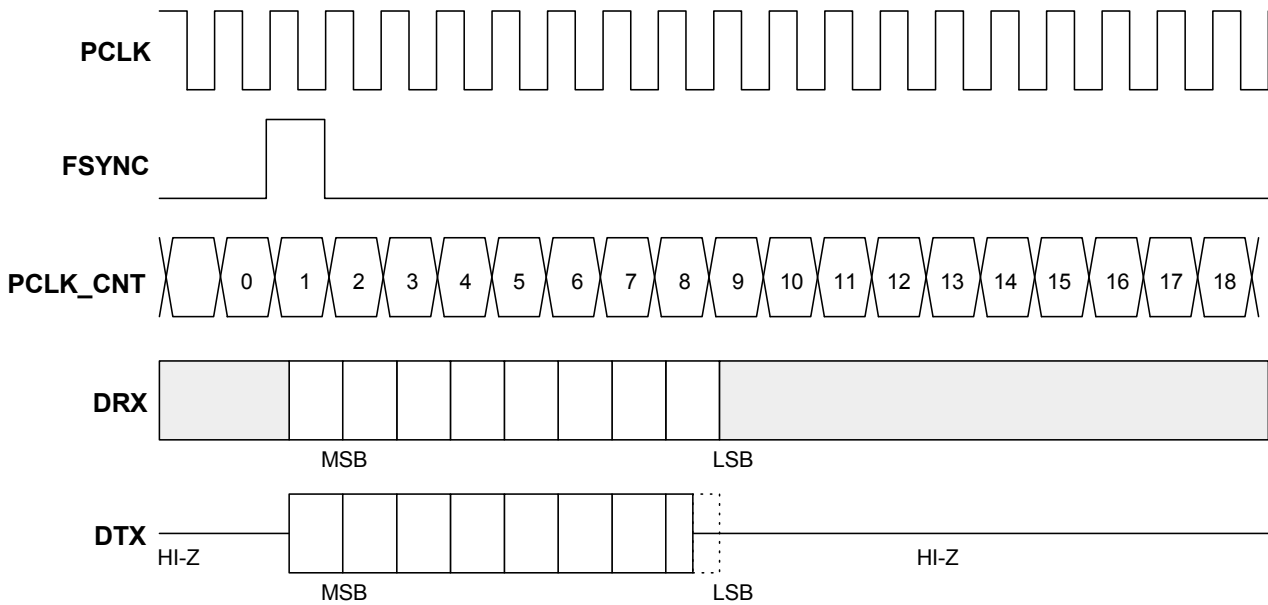 PCLK
FSYNC
PCLK_CNT 0 1 2 3 4 5 6 7 8 9 10 11 12 13 14 15 16 17 18
DRX
MSB LSB
DTX
HI-Z HI-Z
MSB LSB